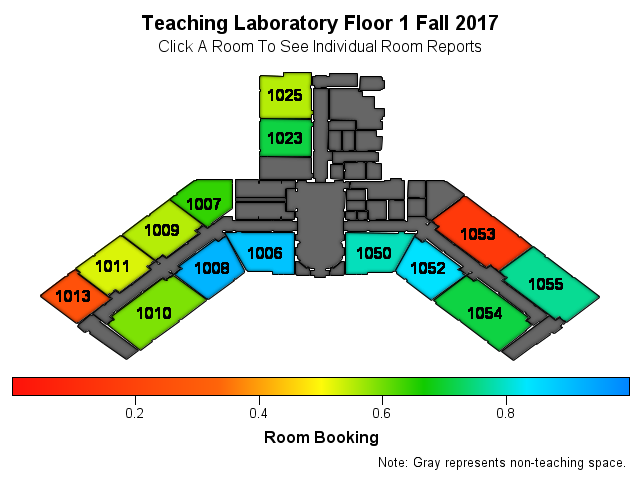 Teaching Laboratory Floor 1 Fall 2017
Click A Room To See Individual Room Reports
1025
1023
1007
1009
1011
1013
1006
1008
1010
1050
1052
1053
1054
1055
0.2 0.4 0.6 0.8
Room Booking
Note: Gray represents non-teaching space.